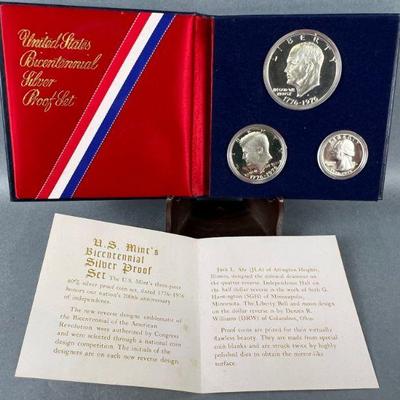 United States
Bicentennial
Silver
Proof Set
LIBERTY
IN GOD WE
TRUST
1776-1976
1776-1976
LIBERTY
U.S. Mint's
Bicentennial
Silver Proof
Set The U.S. Mint's three-piece
40% silver proof coin set, dated 1776-1976
honors our nation's 200th anniversary
of independence.
The new reverse designs emblematic of
the Bicentennial of the American
Revolution were authorized by Congress
and were selected through a national coin
design competition. The initials of the
designers are on each new reverse design.
Jack L. Ahr (JLA) of Arlington Heights,
Illinois, designed the colonial drummer on
the quarter reverse. Independence Hall on
the half dollar reverse is the work of Seth G.
Huntington (SGH) of Minneapolis,
Minnesota. The Liberty Bell and moon design
on the dollar reverse is by Dennis R.
Williams (DRW) of Columbus, Ohio.
Proof coins are prized for their virtually
flawless beauty. They are made from special
coin blanks and are struck twice by highly
polished dies to obtain the mirror-like
surface.